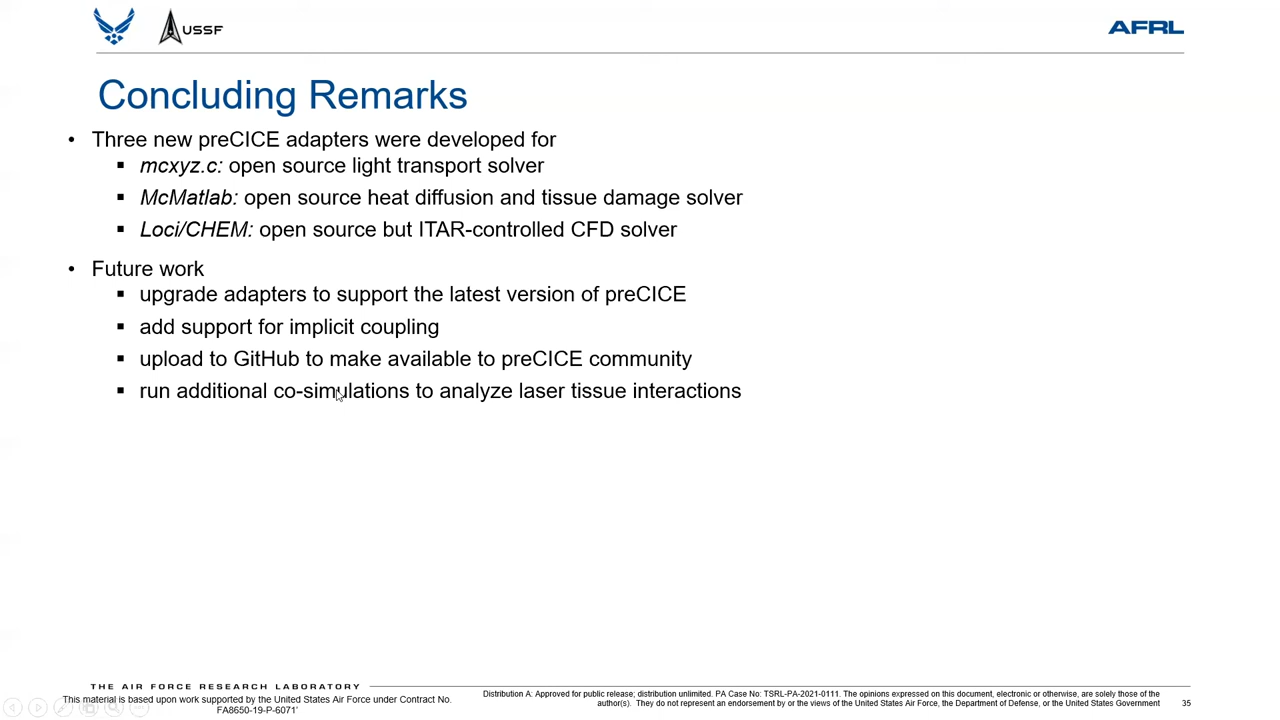 USSF
AFRL
Concluding Remarks
• Three new preCICE adapters were developed for
▪ mcxyz.c: open source light transport solver
▪ McMatlab: open source heat diffusion and tissue damage solver
▪ Loci/CHEM: open source but ITAR-controlled CFD solver
• Future work
▪ upgrade adapters to support the latest version of preCICE
▪ add support for implicit coupling
▪ upload to GitHub to make available to preCICE community
▪ run additional co-simulations to analyze laser tissue interactions
THE AIR FORCE RESEARCH LABORATORY
This material is based upon work supported by the United States Air Force under Contract No.
FA8650-19-P-6071'
Distribution A: Approved for public release; distribution unlimited. PA Case No: TSRL-PA-2021-0111. The opinions expressed on this document, electronic or otherwise, are solely those of the
author(s). They do not represent an endorsement by or the views of the United States Air Force, the Department of Defense, or the United States Government
35